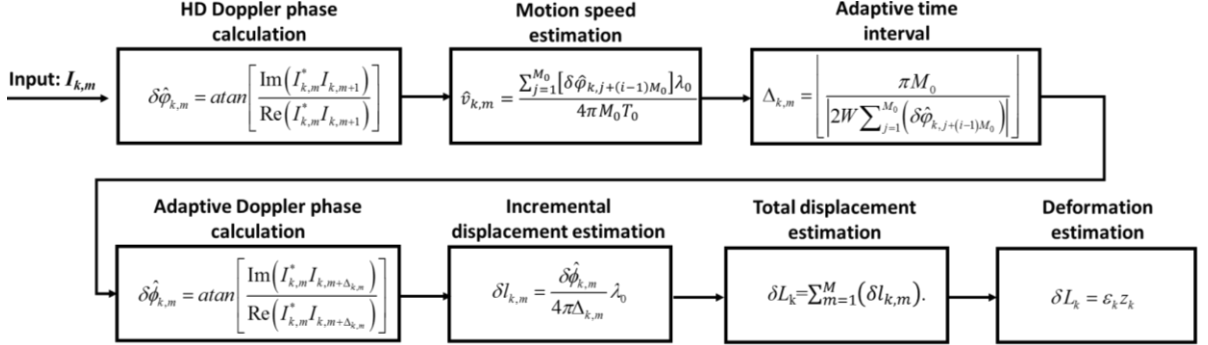 HD Doppler phase
calculation
Motion speed
estimation
Adaptive time
interval
Input: I_{k,m}
δφ̂_{k,m} = atan[Im(I*_{k,m}I_{k,m+1})/Re(I*_{k,m}I_{k,m+1})]
v̂_{k,m} = ∑_{j=1}^{M_0}[δφ̂_{k,j+(i-1)M_0}]λ_0/4πM_0T_0
Δ_{k,m} = ⌊πM_0/|2W∑_{j=1}^{M_0}(δφ̂_{k,j+(i-1)M_0})|⌋
Adaptive Doppler phase
calculation
Incremental
displacement estimation
Total displacement
estimation
Deformation
estimation
δϕ̂_{k,m} = atan[Im(I*_{k,m}I_{k,m+Δ_{k,m}})/Re(I*_{k,m}I_{k,m+Δ_{k,m}})]
δl_{k,m} = δϕ̂_{k,m}/4πΔ_{k,m} λ_0
δL_k=∑_{m=1}^{M}(δl_{k,m}).
δL_k = ε_k z_k